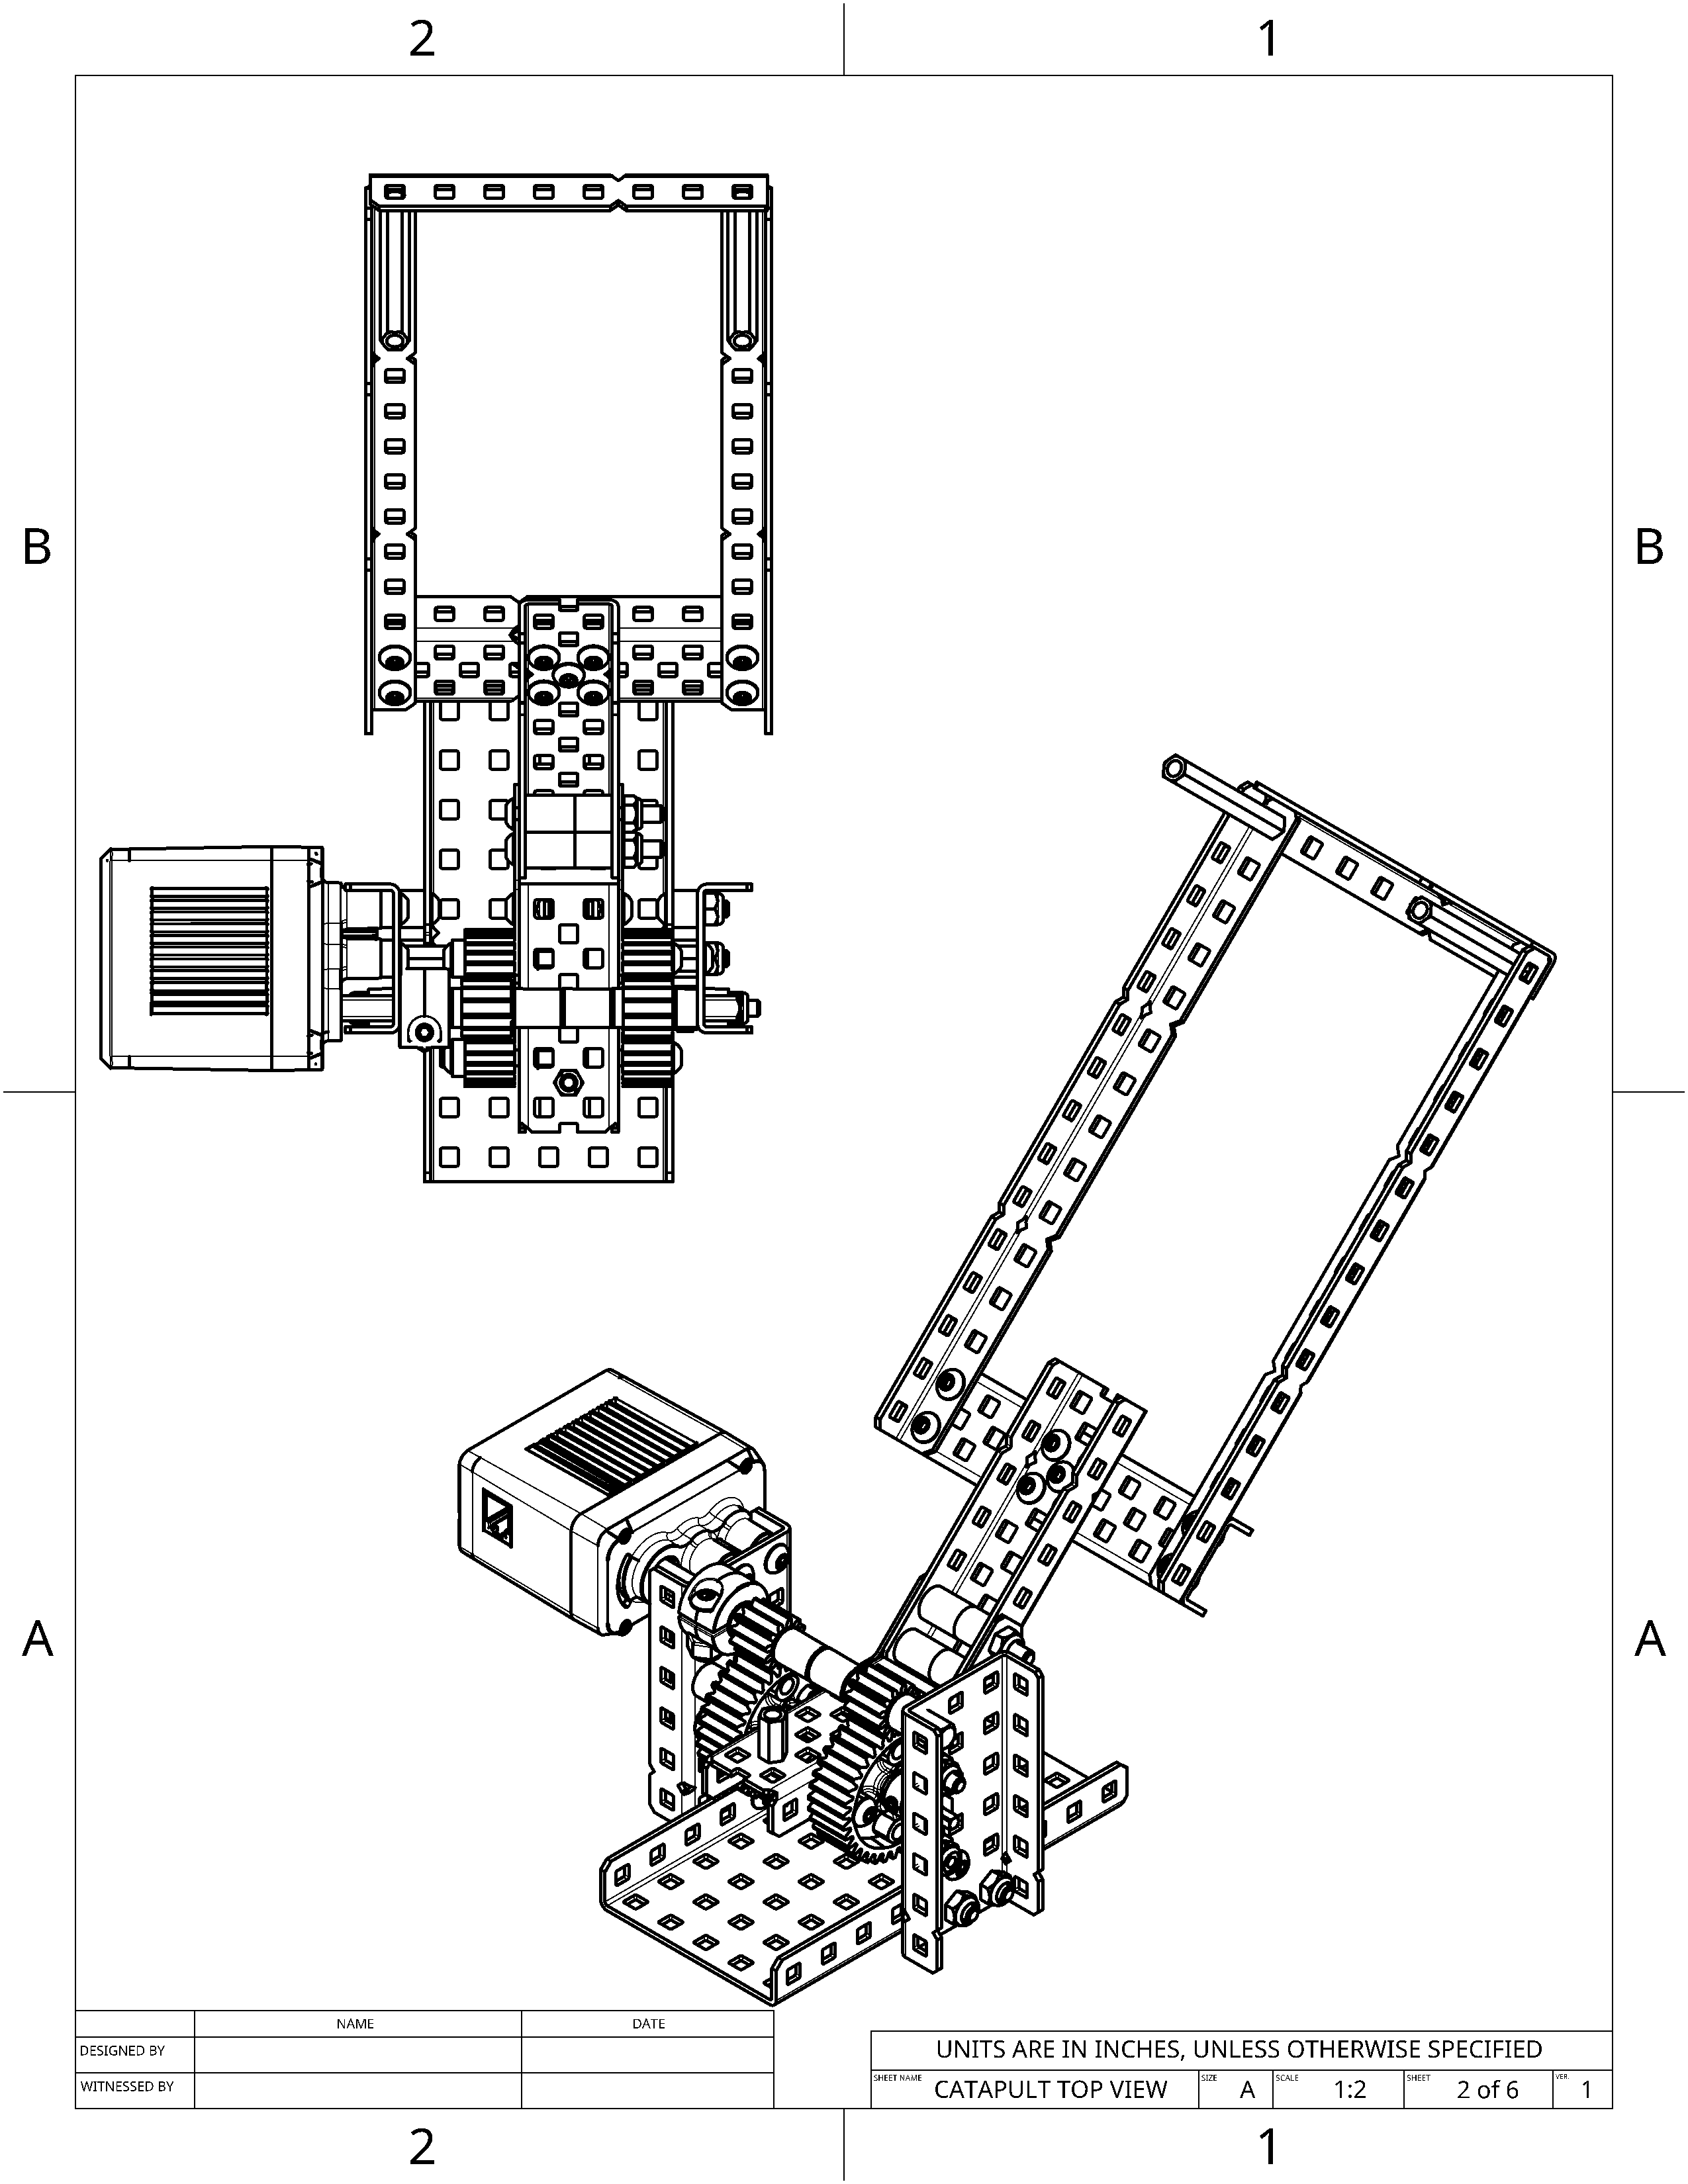 2 1
B B
A A
NAME DATE
DESIGNED BY
WITNESSED BY
UNITS ARE IN INCHES, UNLESS OTHERWISE SPECIFIED
SHEET NAME CATAPULT TOP VIEW SIZE A SCALE 1:2 SHEET 2 of 6 VER. 1
2 1